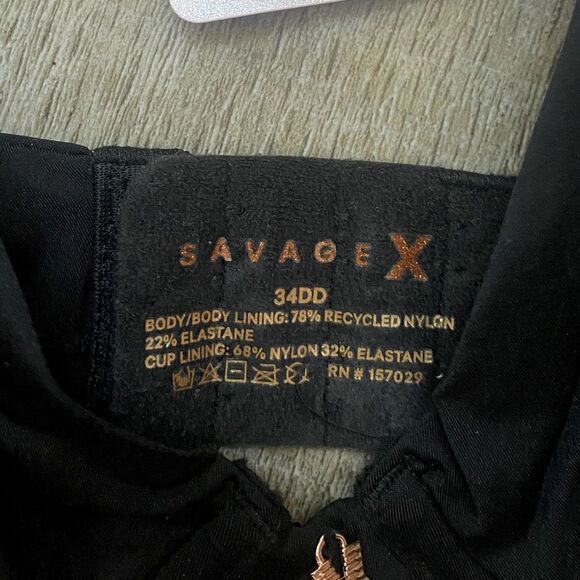 SAVAGE X
34DD
BODY/BODY LINING: 78% RECYCLED NYLON
22% ELASTANE
CUP LINING: 68% NYLON 32% ELASTANE
RN # 157029